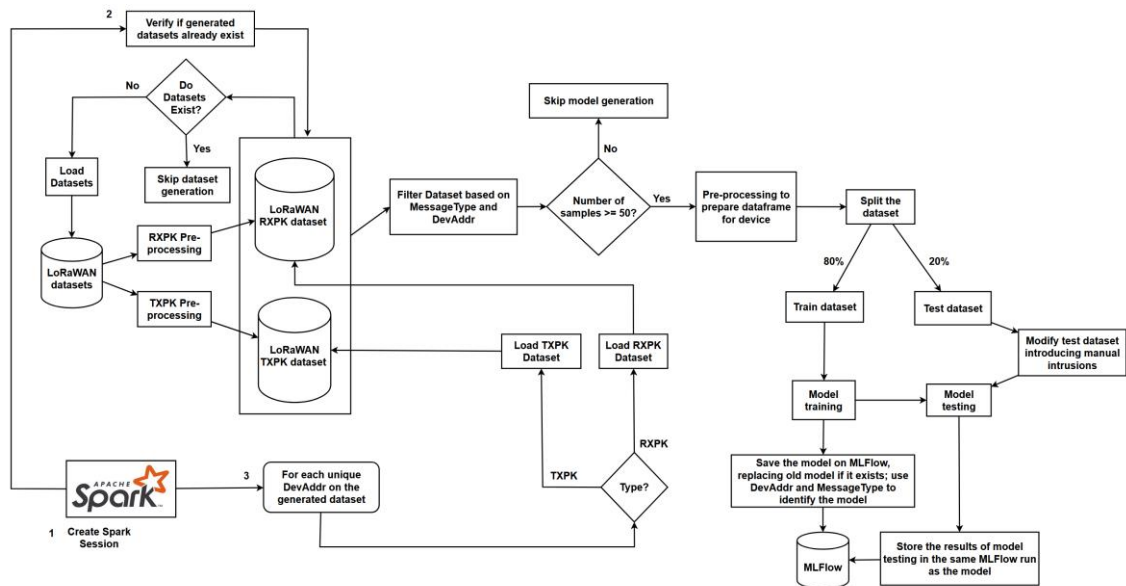 2
Verify if generated
datasets already exist
No
Do
Datasets
Exist?
Yes
Skip dataset
generation
Load
Datasets
LoRaWAN
datasets
RXPK Pre-
processing
TXPK Pre-
processing
LoRaWAN
RXPK dataset
LoRaWAN
TXPK dataset
Filter Dataset based on
MessageType and
DevAddr
Skip model generation
No
Number of
samples >= 50?
Yes
Pre-processing to
prepare dataframe
for device
Split the
dataset
80%
20%
Train dataset
Test dataset
Modify test dataset
introducing manual
intrusions
Model
training
Model
testing
Load TXPK
Dataset
Load RXPK
Dataset
RXPK
TXPK
Type?
APACHE
Spark
TM
1
Create Spark
Session
3
For each unique
DevAddr on the
generated dataset
Save the model on MLFlow,
replacing old model if it exists; use
DevAddr and MessageType to
identify the model
MLFlow
Store the results of model
testing in the same MLFlow run
as the model